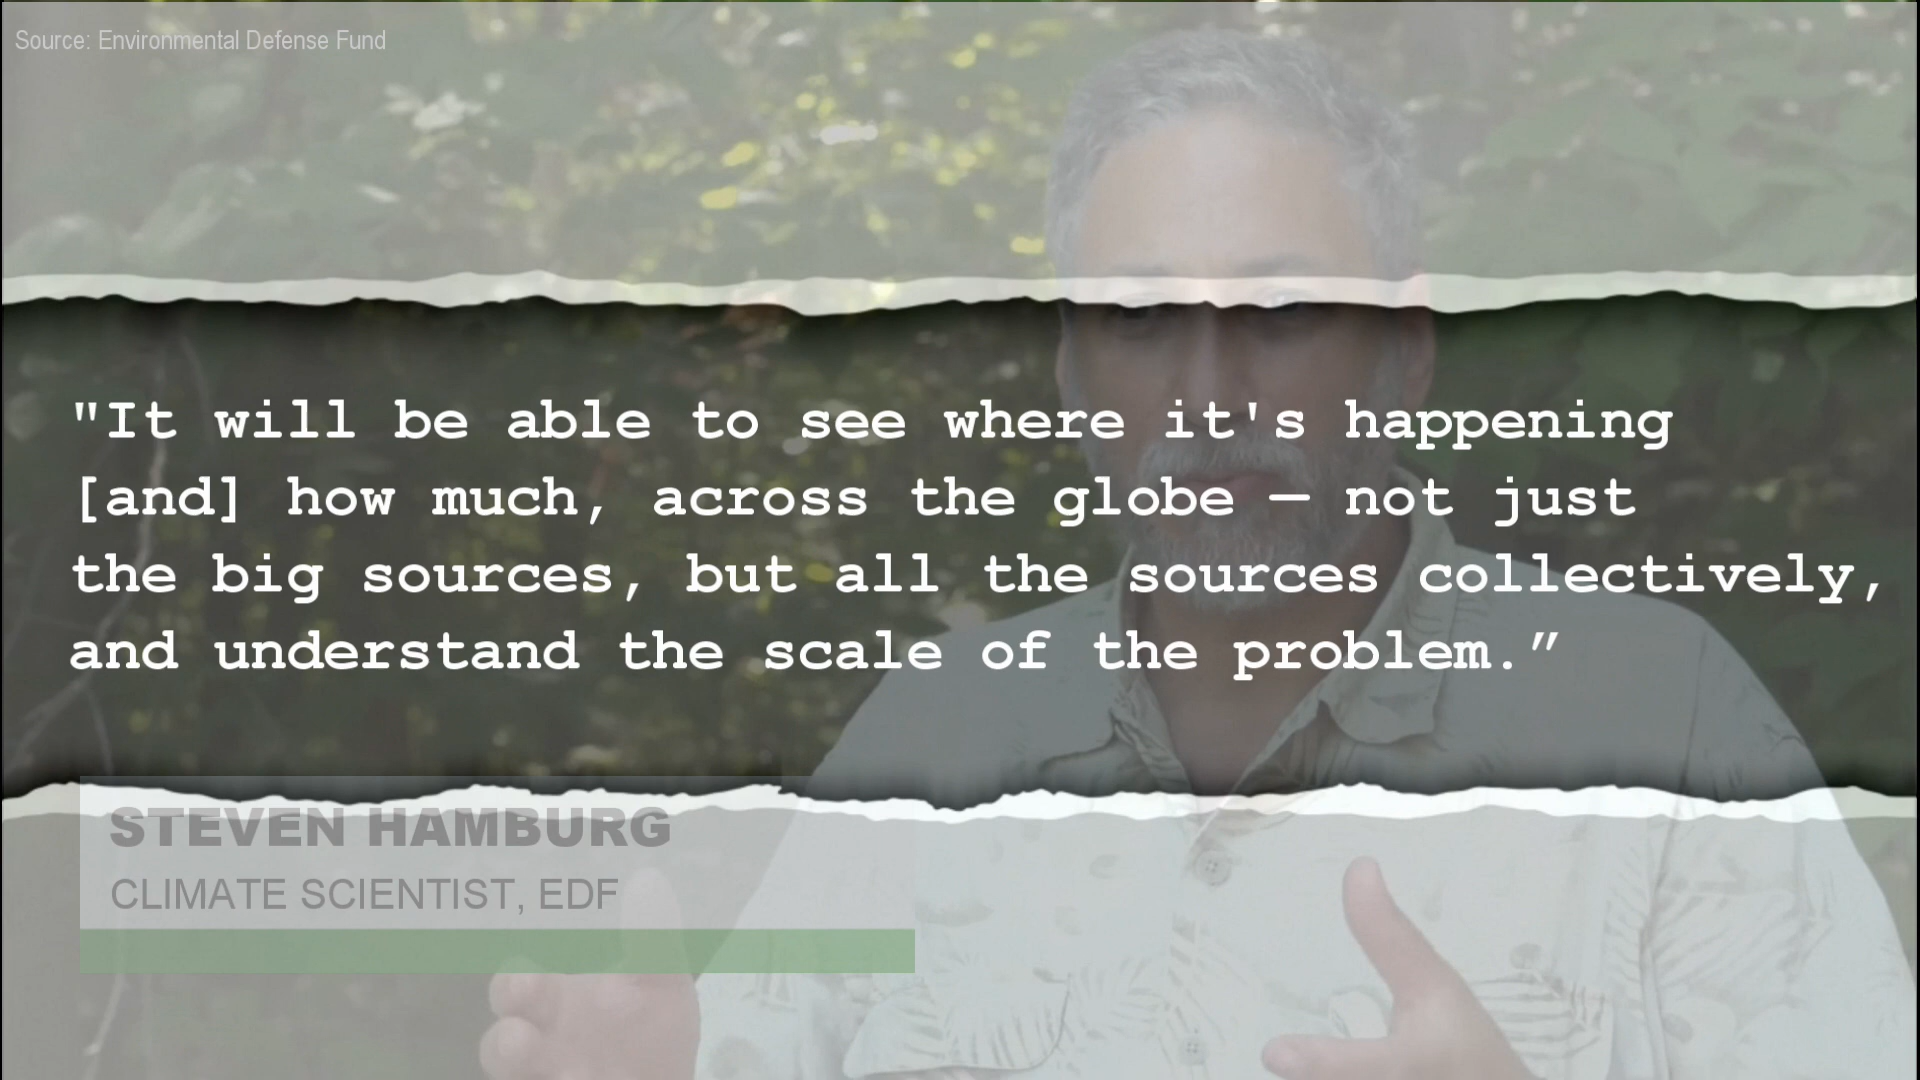 Source: Environmental Defense Fund
"It will be able to see where it's happening
[and] how much, across the globe — not just
the big sources, but all the sources collectively,
and understand the scale of the problem.”
STEVEN HAMBURG
CLIMATE SCIENTIST, EDF